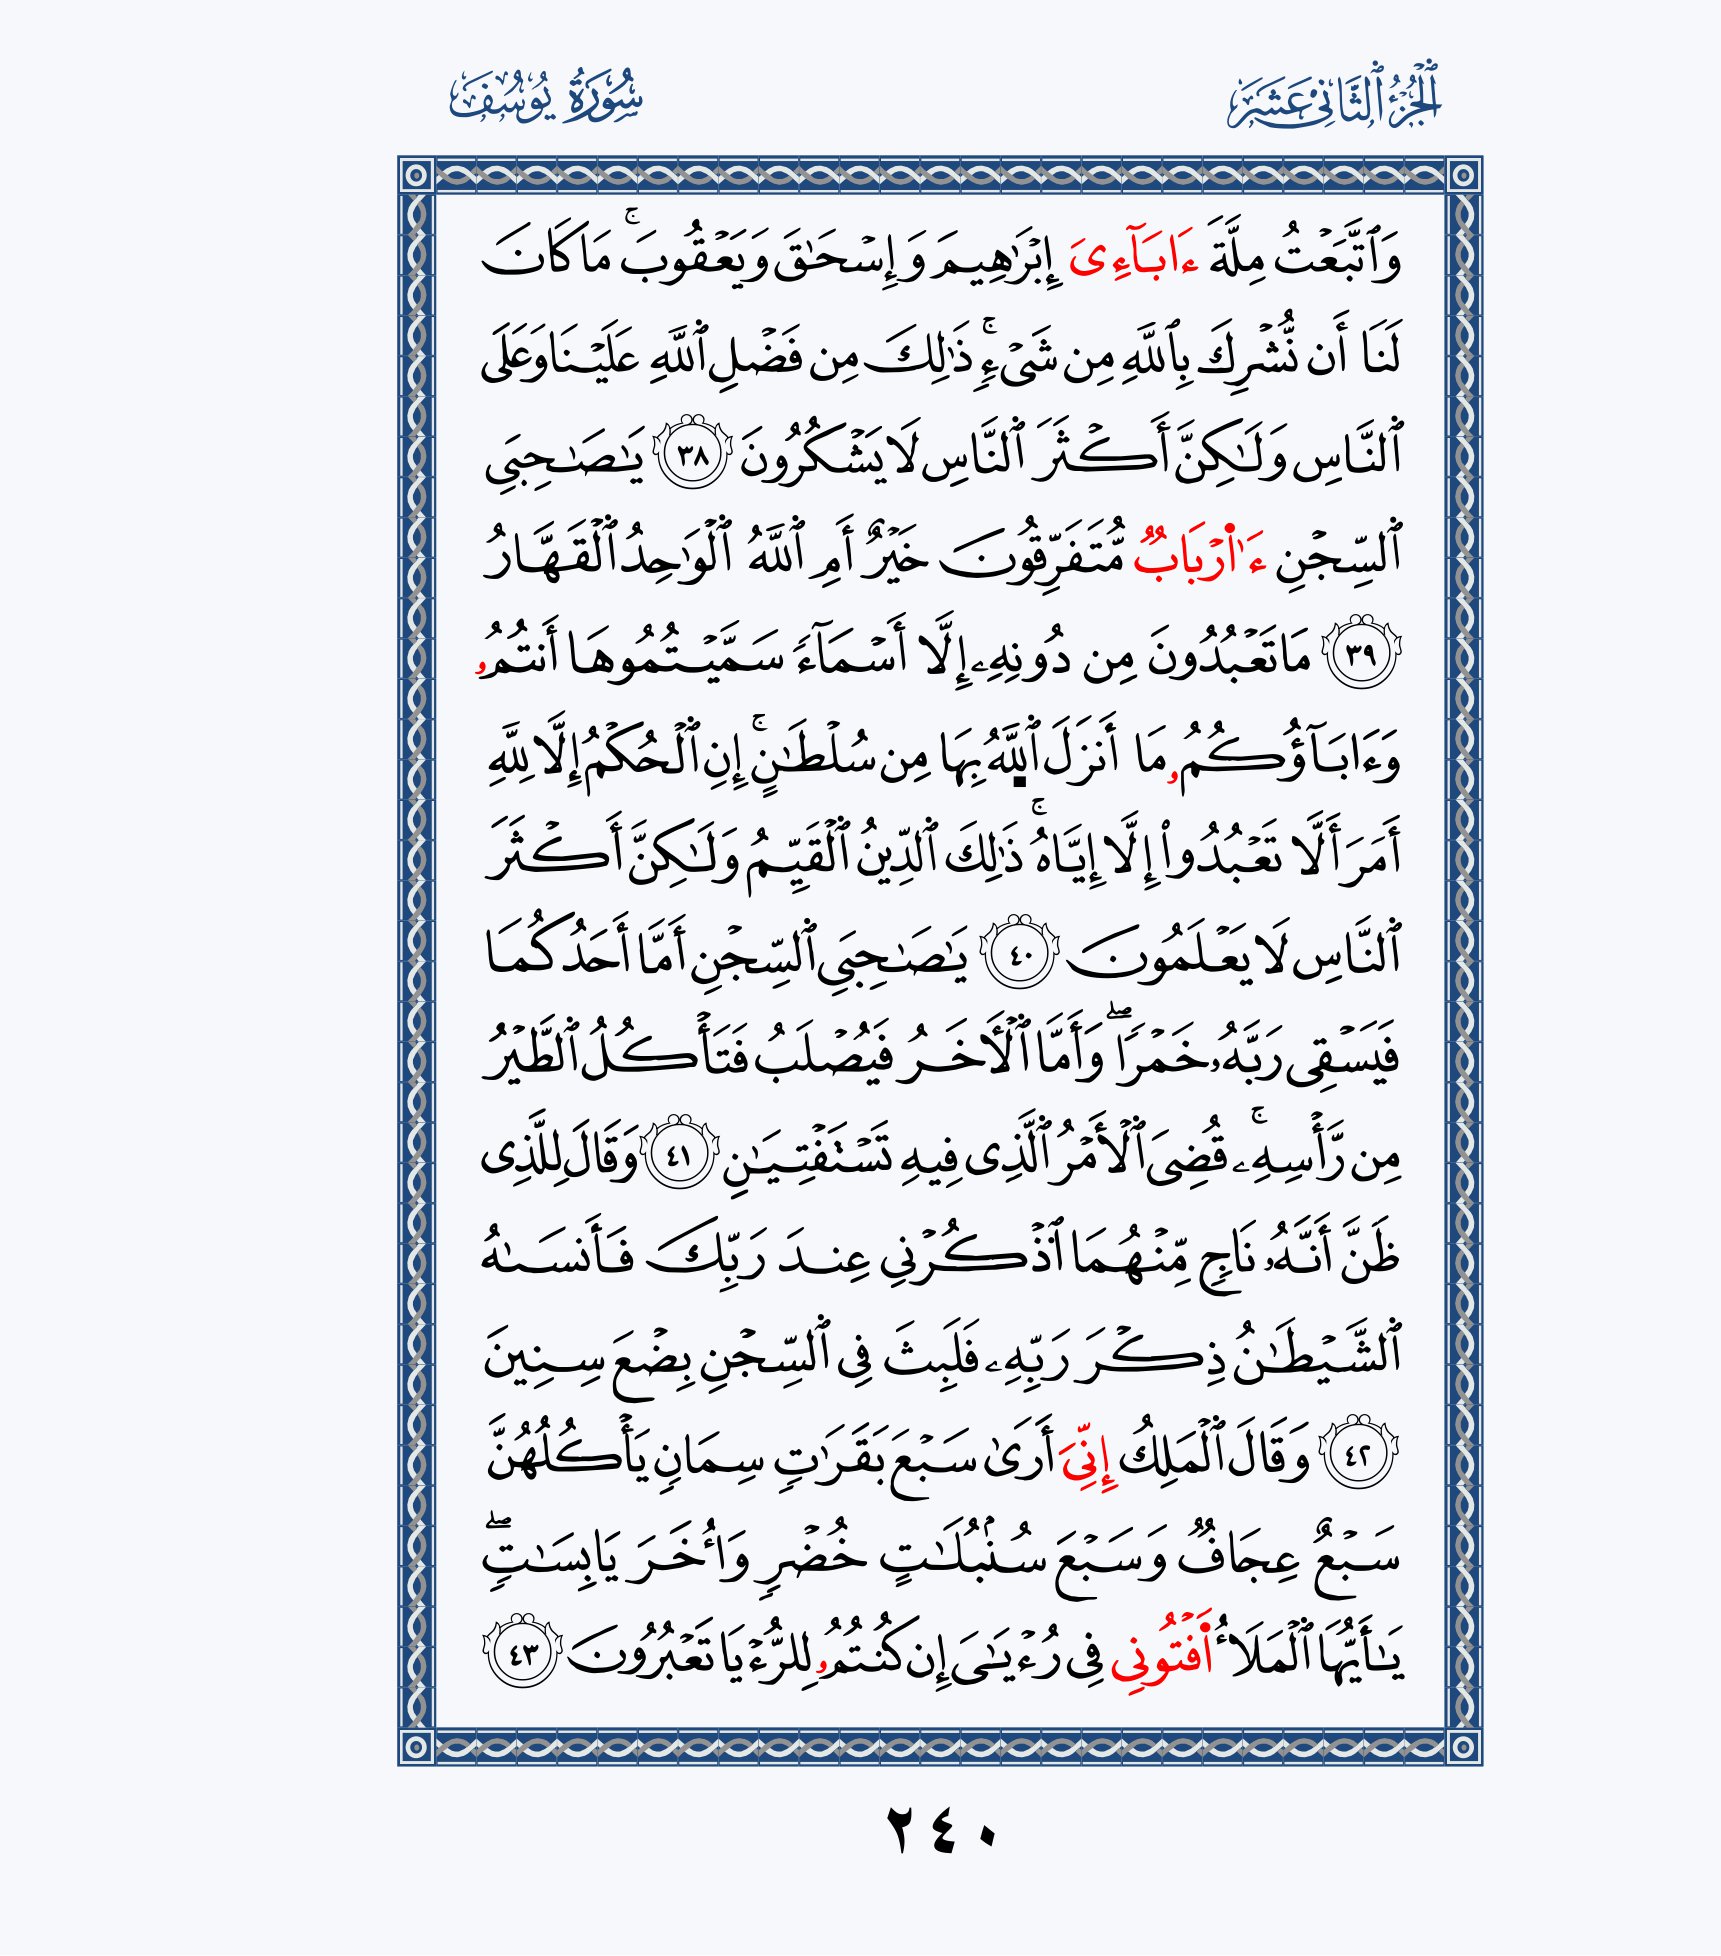 ٱلْجُزْءُ ٱلثَّانِي عَشَرَ
سُورَةُ يُوسُفَ
وَٱتَّبَعۡتُ مِلَّةَ ءَابَآءِىَ إِبۡرَٰهِيمَ وَإِسۡحَٰقَ وَيَعۡقُوبَۚ مَا كَانَ
لَنَا أَن نُّشۡرِكَ بِٱللَّهِ مِن شَىۡءٖۚ ذَٰلِكَ مِن فَضۡلِ ٱللَّهِ عَلَيۡنَا وَعَلَى
ٱلنَّاسِ وَلَٰكِنَّ أَكۡثَرَ ٱلنَّاسِ لَا يَشۡكُرُونَ ٣٨ يَٰصَٰحِبَىِ
ٱلسِّجۡنِ ءَا۬رۡبَابٞ مُّتَفَرِّقُونَ خَيۡرٌ أَمِ ٱللَّهُ ٱلۡوَٰحِدُ ٱلۡقَهَّارُ
٣٩ مَا تَعۡبُدُونَ مِن دُونِهِۦ إِلَّا أَسۡمَآءٗ سَمَّيۡتُمُوهَا أَنتُمُۥ
وَءَابَآؤُكُمُۥ مَا أَنزَلَ ٱللَّهُ بِهَا مِن سُلۡطَٰنٍۚ إِنِ ٱلۡحُكۡمُ إِلَّا لِلَّهِ
أَمَرَ أَلَّا تَعۡبُدُواْ إِلَّا إِيَّاهُۚ ذَٰلِكَ ٱلدِّينُ ٱلۡقَيِّمُ وَلَٰكِنَّ أَكۡثَرَ
ٱلنَّاسِ لَا يَعۡلَمُونَ ٤٠ يَٰصَٰحِبَىِ ٱلسِّجۡنِ أَمَّا أَحَدُكُمَا
فَيَسۡقِى رَبَّهُۥ خَمۡرٗاۖ وَأَمَّا ٱلۡأٓخَرُ فَيُصۡلَبُ فَتَأۡكُلُ ٱلطَّيۡرُ
مِن رَّأۡسِهِۦۚ قُضِىَ ٱلۡأَمۡرُ ٱلَّذِى فِيهِ تَسۡتَفۡتِيَٰنِ ٤١ وَقَالَ لِلَّذِى
ظَنَّ أَنَّهُۥ نَاجٖ مِّنۡهُمَا ٱذۡكُرۡنِى عِندَ رَبِّكَ فَأَنسَىٰهُ
ٱلشَّيۡطَٰنُ ذِكۡرَ رَبِّهِۦ فَلَبِثَ فِى ٱلسِّجۡنِ بِضۡعَ سِنِينَ
٤٢ وَقَالَ ٱلۡمَلِكُ إِنِّىَ أَرَىٰ سَبۡعَ بَقَرَٰتٖ سِمَانٖ يَأۡكُلُهُنَّ
سَبۡعٌ عِجَافٞ وَسَبۡعَ سُنۢبُلَٰتٍ خُضۡرٖ وَأُخَرَ يَابِسَٰتٖۖ
يَٰأَيُّهَا ٱلۡمَلَأُ ا۬فۡتُونِى فِى رُءۡيَٰىَ إِن كُنتُمُۥ لِلرُّءۡيَا تَعۡبُرُونَ ٤٣
٢٤٠